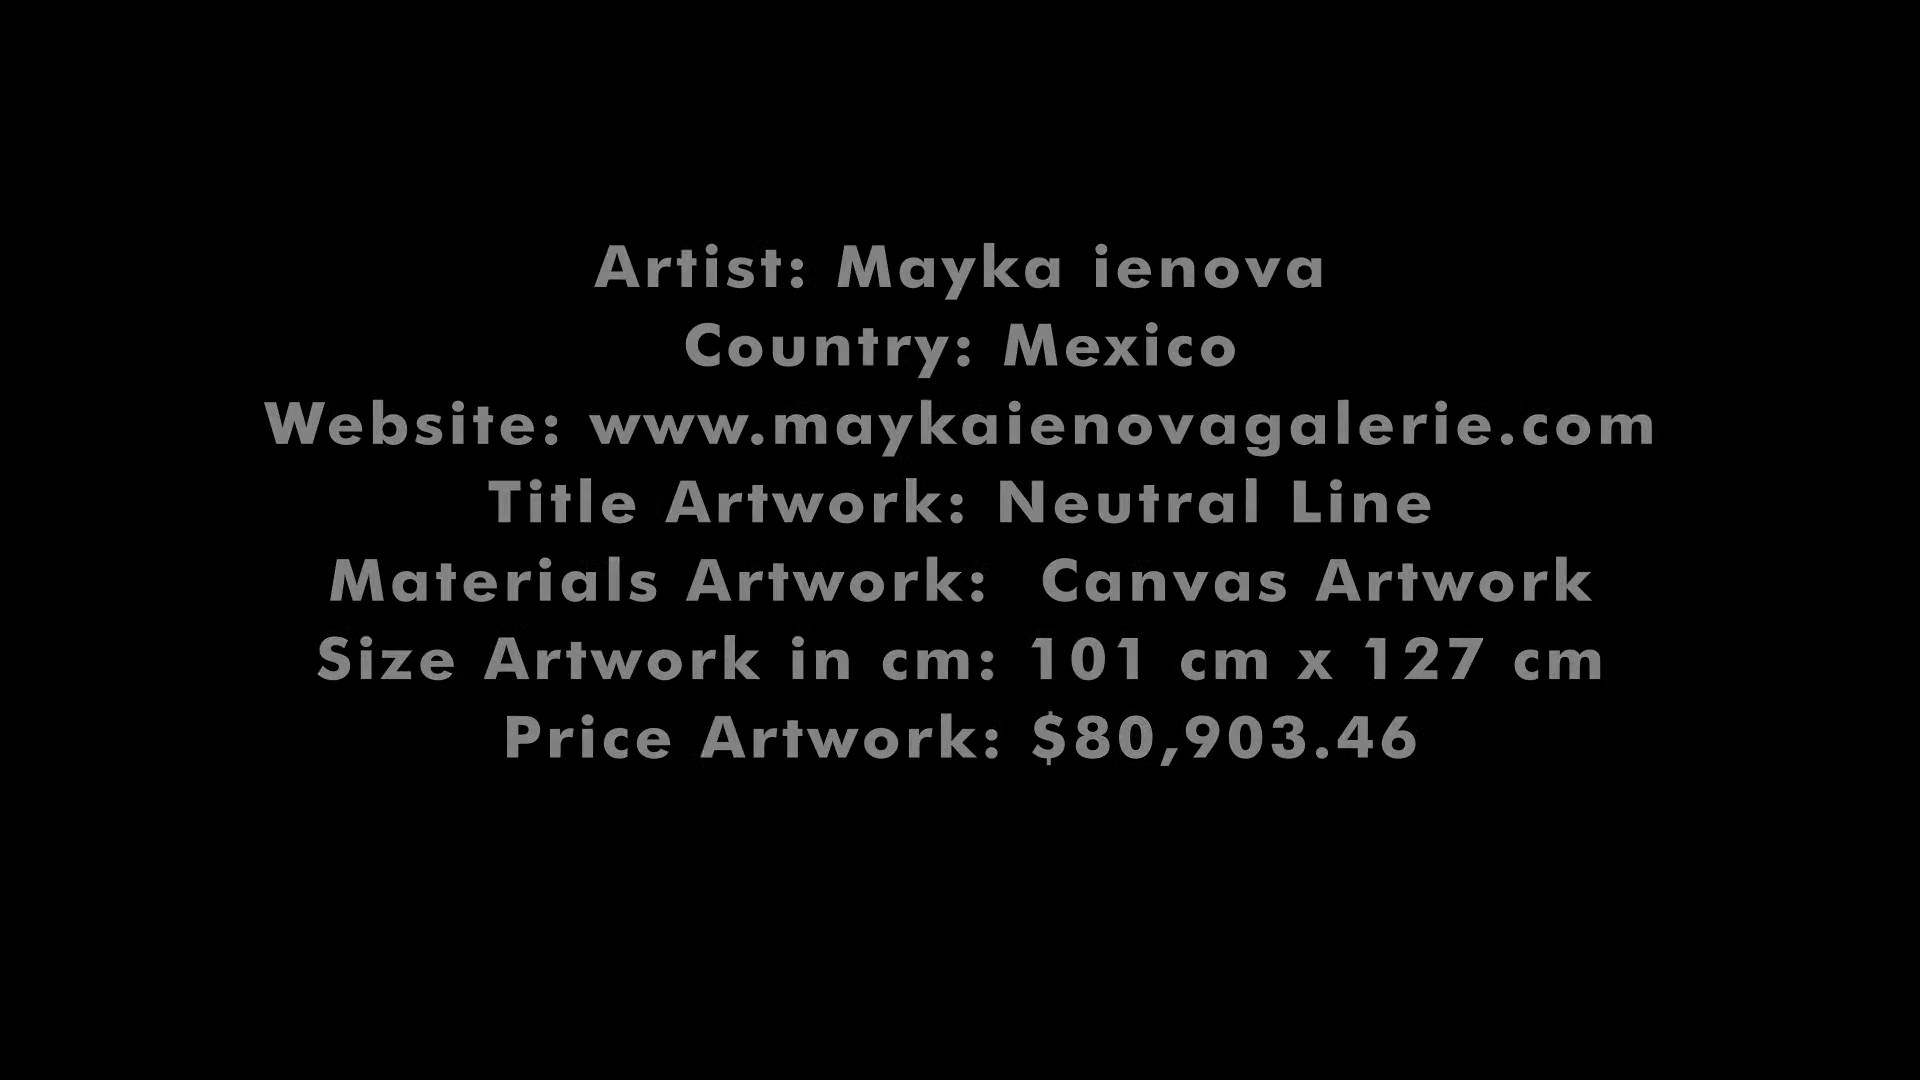 Artist: Mayka ienova
Country: Mexico
Website: www.maykaienovagalerie.com
Title Artwork: Neutral Line
Materials Artwork:  Canvas Artwork
Size Artwork in cm: 101 cm x 127 cm
Price Artwork: $80,903.46